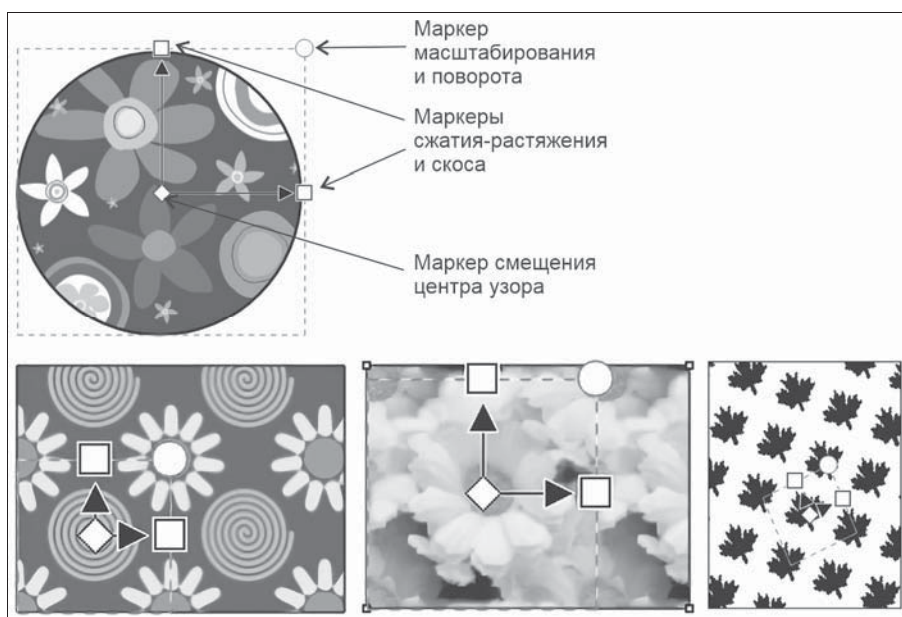 Маркер
масштабирования
и поворота
Маркеры
сжатия-растяжения
и скоса
Маркер смещения
центра узора